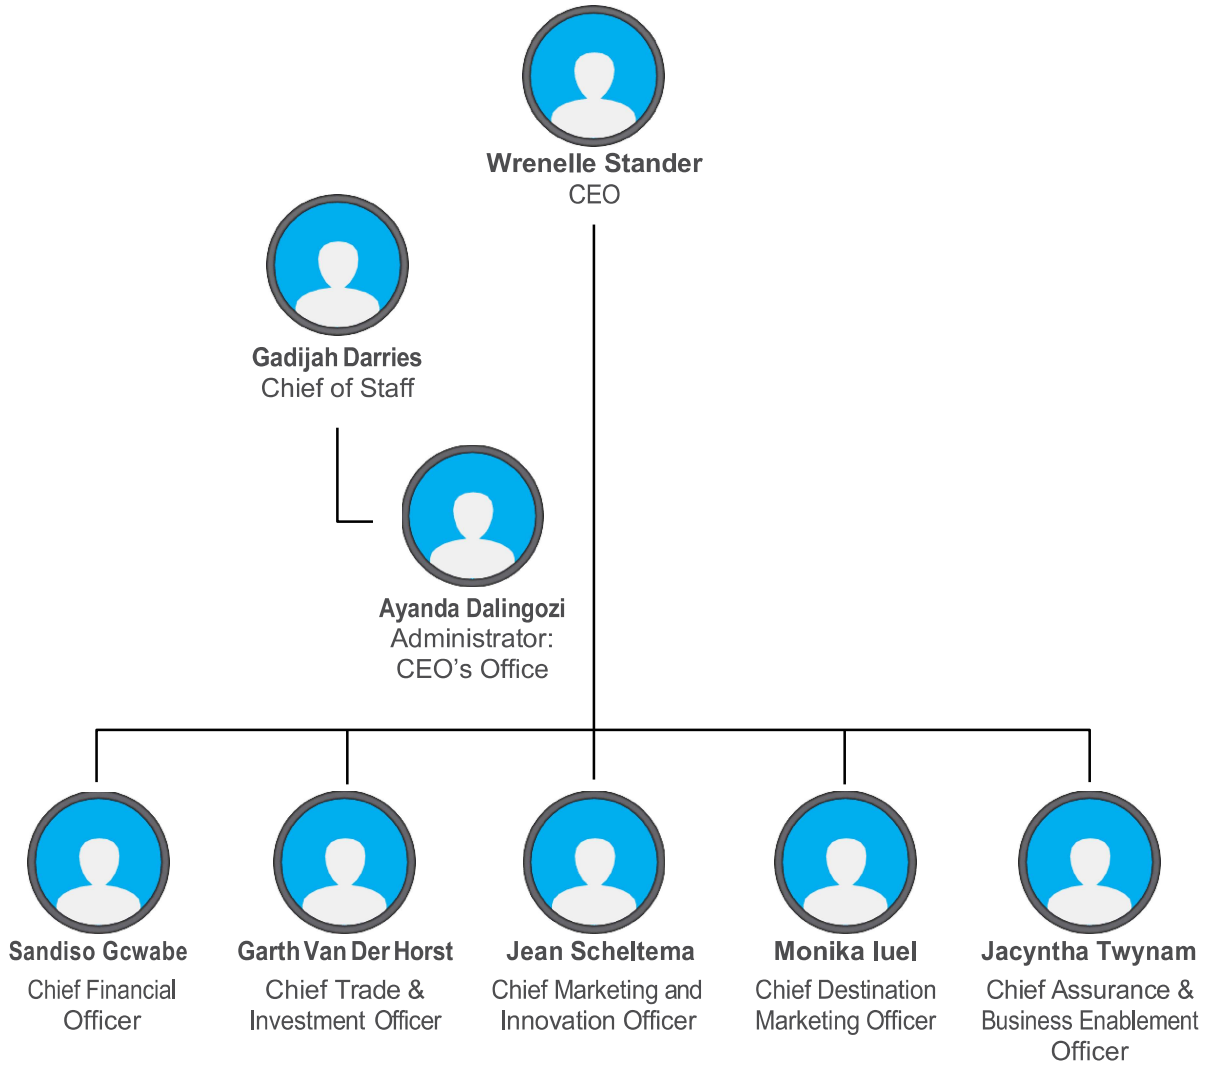 Wrenelle Stander
CEO
Gadijah Darries
Chief of Staff
Ayanda Dalingozi
Administrator:
CEO’s Office
Sandiso Gcwabe
Chief Financial
Officer
Garth Van Der Horst
Chief Trade &
Investment Officer
Jean Scheltema
Chief Marketing and
Innovation Officer
Monika Iuel
Chief Destination
Marketing Officer
Jacyntha Twynam
Chief Assurance &
Business Enablement
Officer